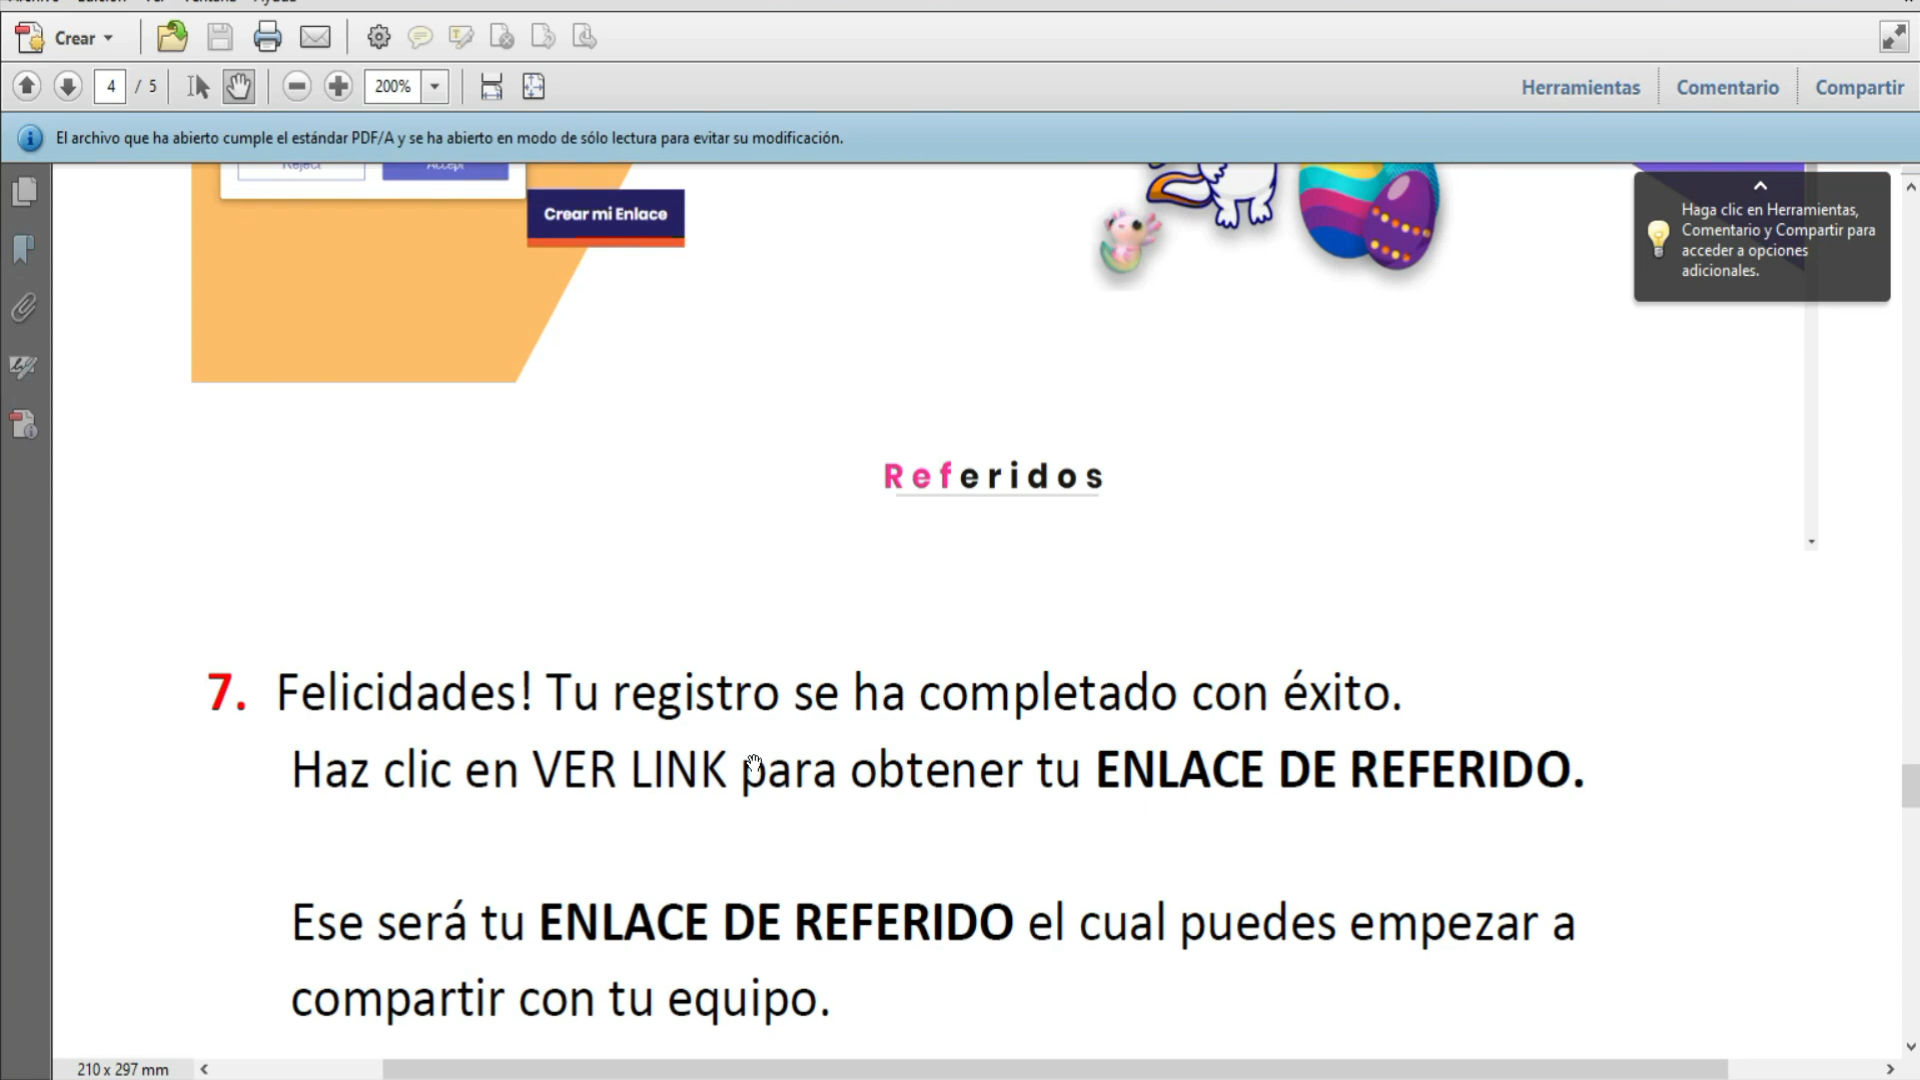 Crear
4 / 5
200%
Herramientas
Comentario
Compartir
El archivo que ha abierto cumple el estándar PDF/A y se ha abierto en modo de sólo lectura para evitar su modificación.
Reject
Accept
Crear mi Enlace
Haga clic en Herramientas,
Comentario y Compartir para
acceder a opciones
adicionales.
Referidos
7. Felicidades! Tu registro se ha completado con éxito.
Haz clic en VER LINK para obtener tu ENLACE DE REFERIDO.
Ese será tu ENLACE DE REFERIDO el cual puedes empezar a
compartir con tu equipo.
210 x 297 mm